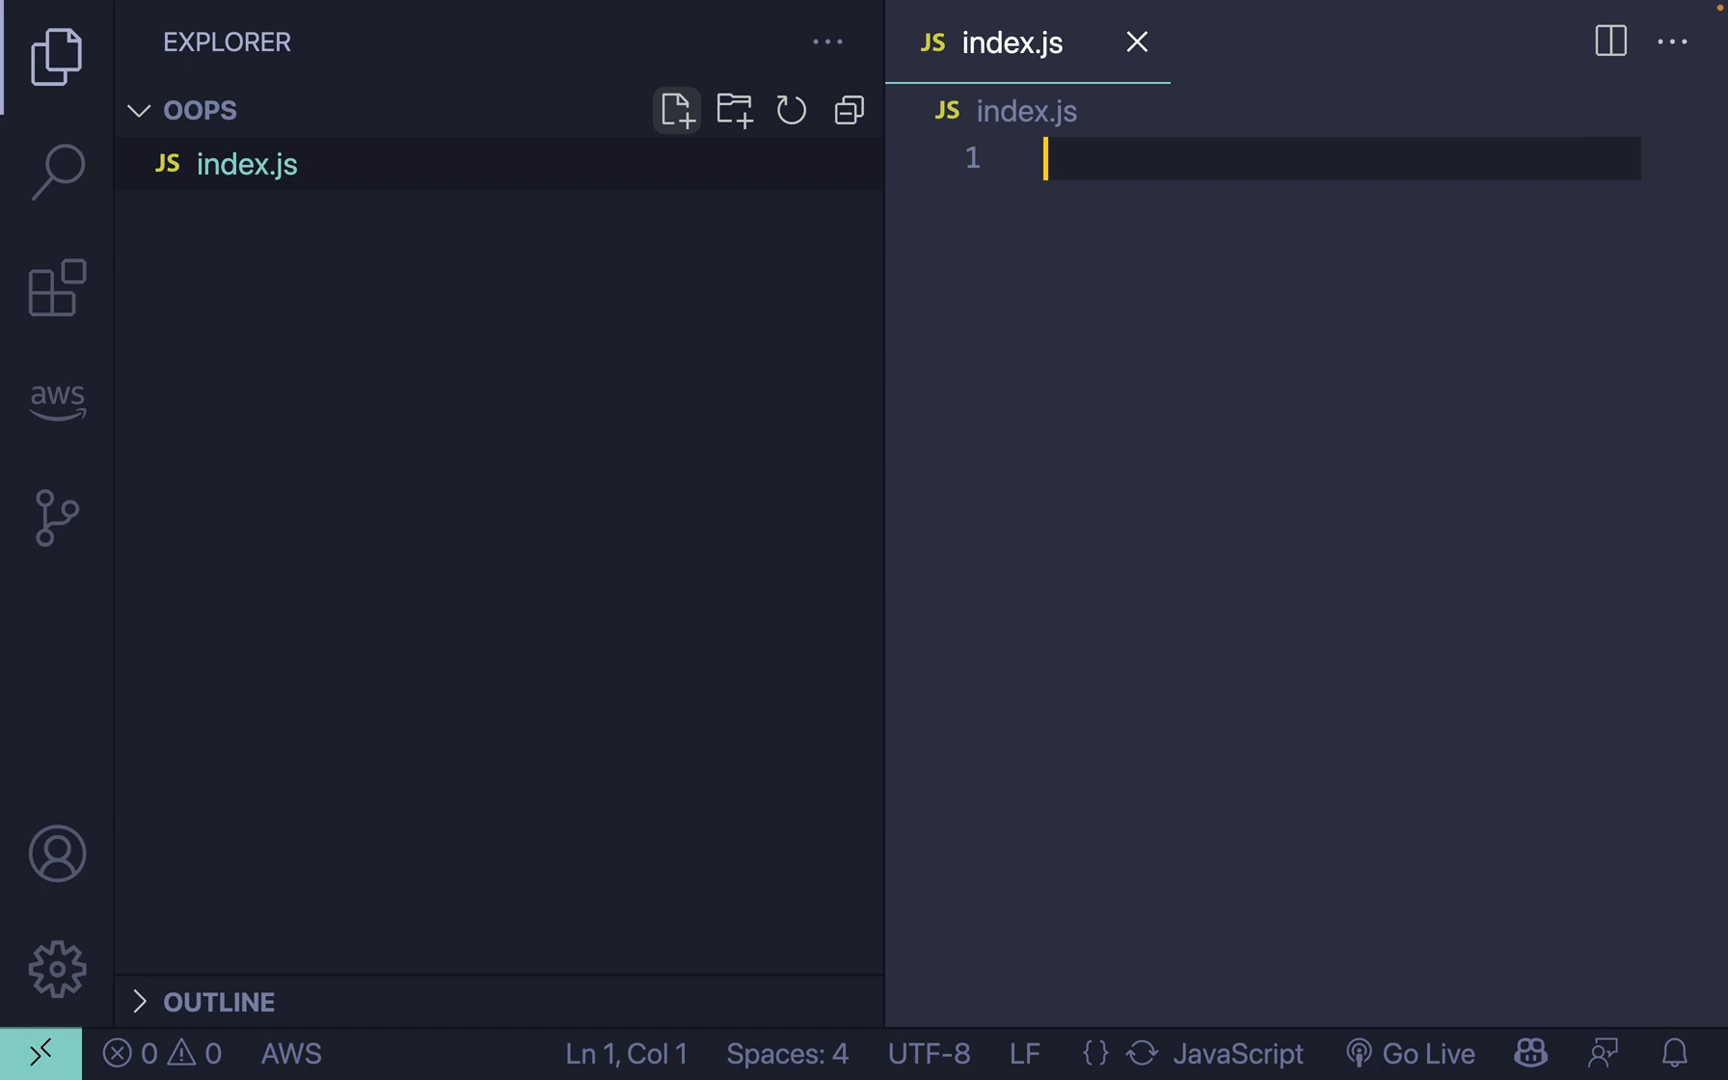 EXPLORER
OOPS
JS index.js
aws
OUTLINE
JS index.js
JS index.js
1
0 0 AWS Ln 1, Col 1 Spaces: 4 UTF-8 LF {} JavaScript Go Live